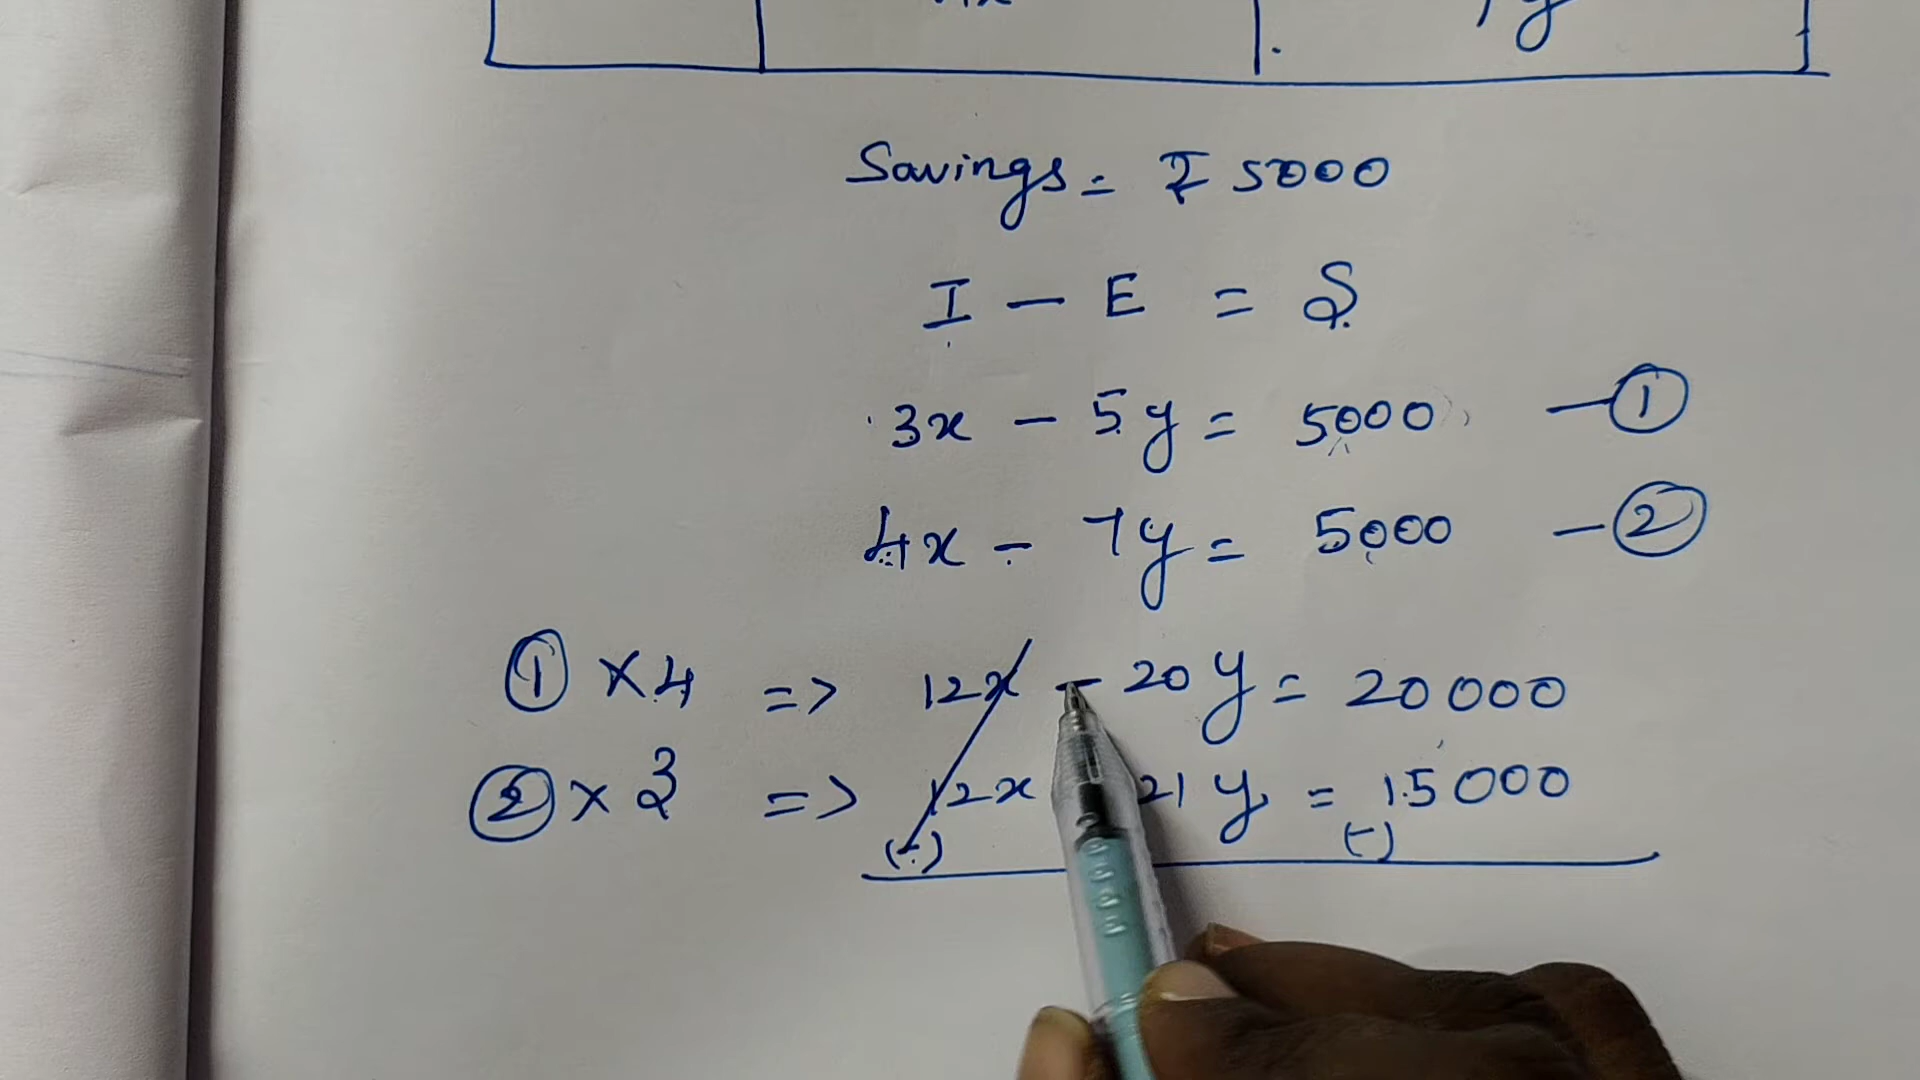 4x y
Savings = ₹ 5000
I - E = S
3x - 5y = 5000 - ①
4x - 7y = 5000 - ②
① × 4 => 12x - 20y = 20000
② × 3 => 12x 21y = 15000
(-) (-)